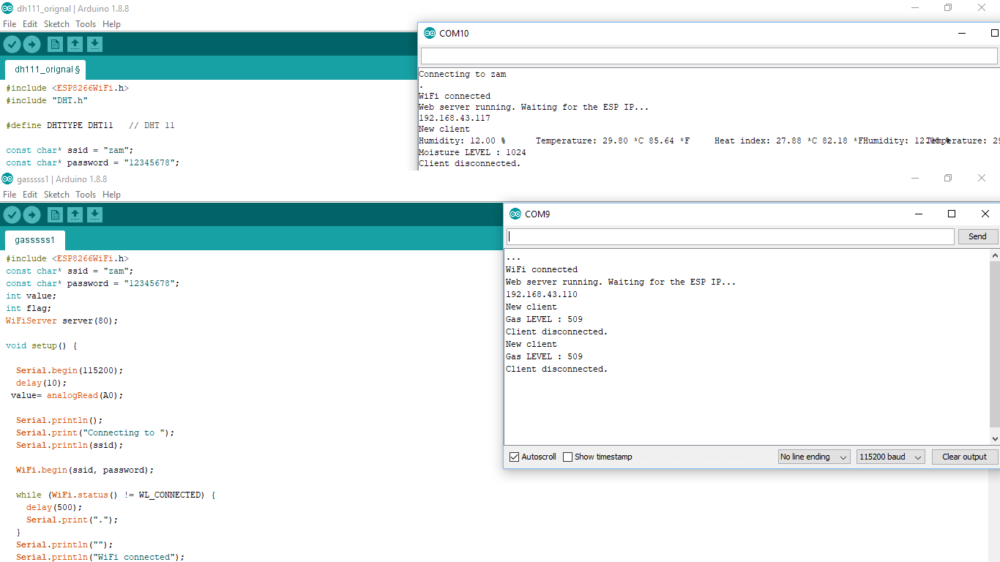 dh111_orignal | Arduino 1.8.8
File Edit Sketch Tools Help
dh111_orignal §
#include <ESP8266WiFi.h>
#include "DHT.h"
#define DHTTYPE DHT11 // DHT 11
const char* ssid = "zam";
const char* password = "12345678";
COM10
Connecting to zam
.
WiFi connected
Web server running. Waiting for the ESP IP...
192.168.43.117
New client
Humidity: 12.00 % Temperature: 29.80 *C 85.64 *F Heat index: 27.88 *C 82.18 *FHumidity: 12.00 % Temperature: 29
Moisture LEVEL : 1024
Client disconnected.
gasssss1 | Arduino 1.8.8
File Edit Sketch Tools Help
gasssss1
#include <ESP8266WiFi.h>
const char* ssid = "zam";
const char* password = "12345678";
int value;
int flag;
WiFiServer server(80);
void setup() {
Serial.begin(115200);
delay(10);
value= analogRead(A0);
Serial.println();
Serial.print("Connecting to ");
Serial.println(ssid);
WiFi.begin(ssid, password);
while (WiFi.status() != WL_CONNECTED) {
delay(500);
Serial.print(".");
}
Serial.println("");
Serial.println("WiFi connected");
COM9
Send
...
WiFi connected
Web server running. Waiting for the ESP IP...
192.168.43.110
New client
Gas LEVEL : 509
Client disconnected.
New client
Gas LEVEL : 509
Client disconnected.
Autoscroll Show timestamp No line ending 115200 baud Clear output